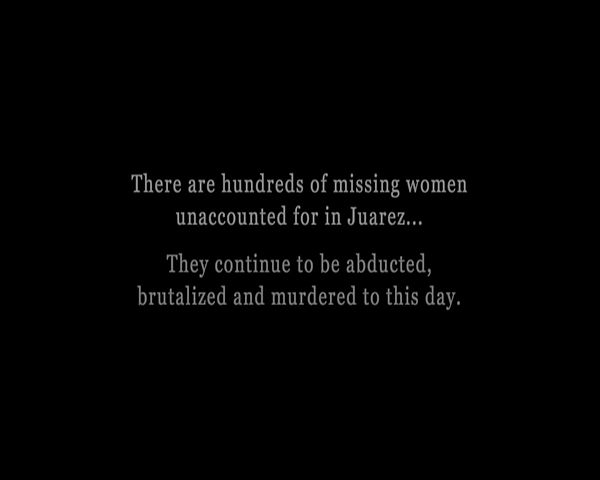 There are hundreds of missing women
unaccounted for in Juarez...
They continue to be abducted,
brutalized and murdered to this day.